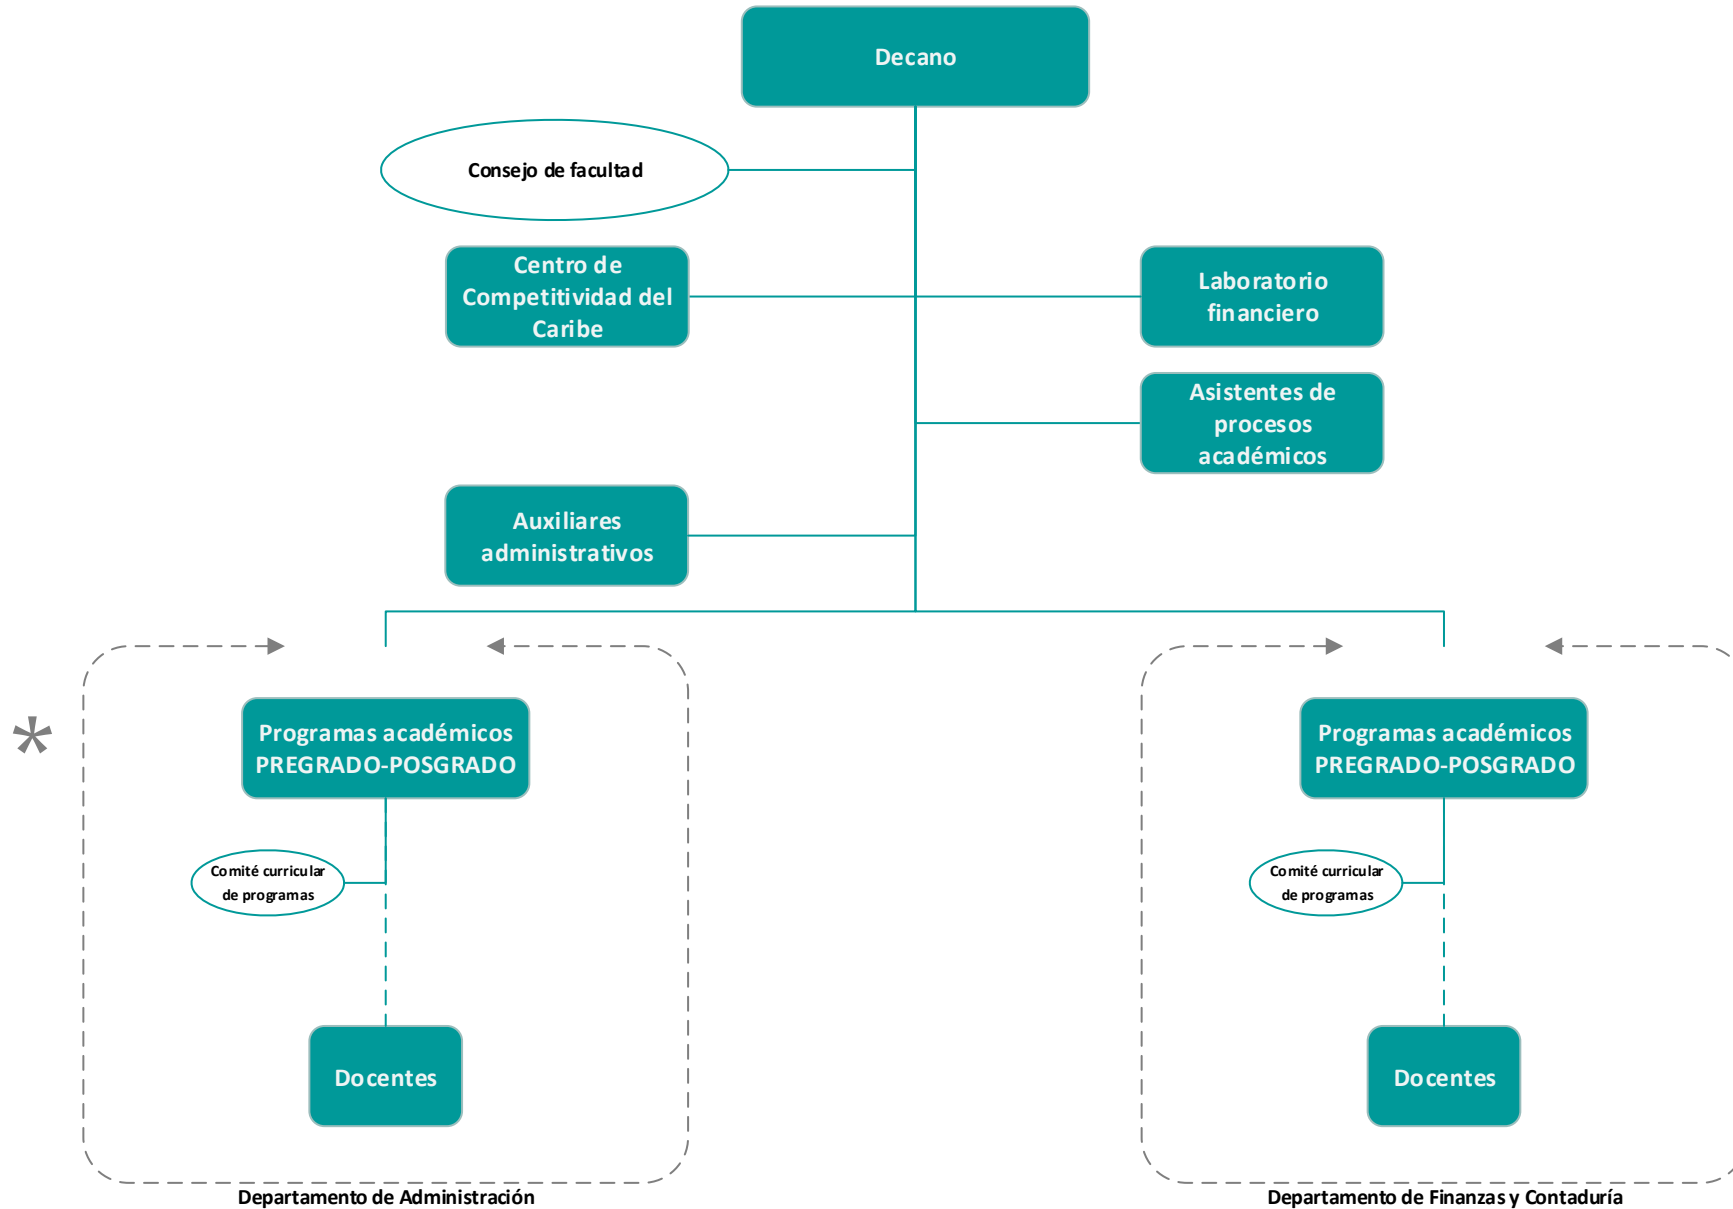 Decano
Consejo de facultad
Centro de
Competitividad del
Caribe
Laboratorio
financiero
Asistentes de
procesos
académicos
Auxiliares
administrativos
*
Programas académicos
PREGRADO-POSGRADO
Programas académicos
PREGRADO-POSGRADO
Comité curricular
de programas
Comité curricular
de programas
Docentes
Docentes
Departamento de Administración
Departamento de Finanzas y Contaduría